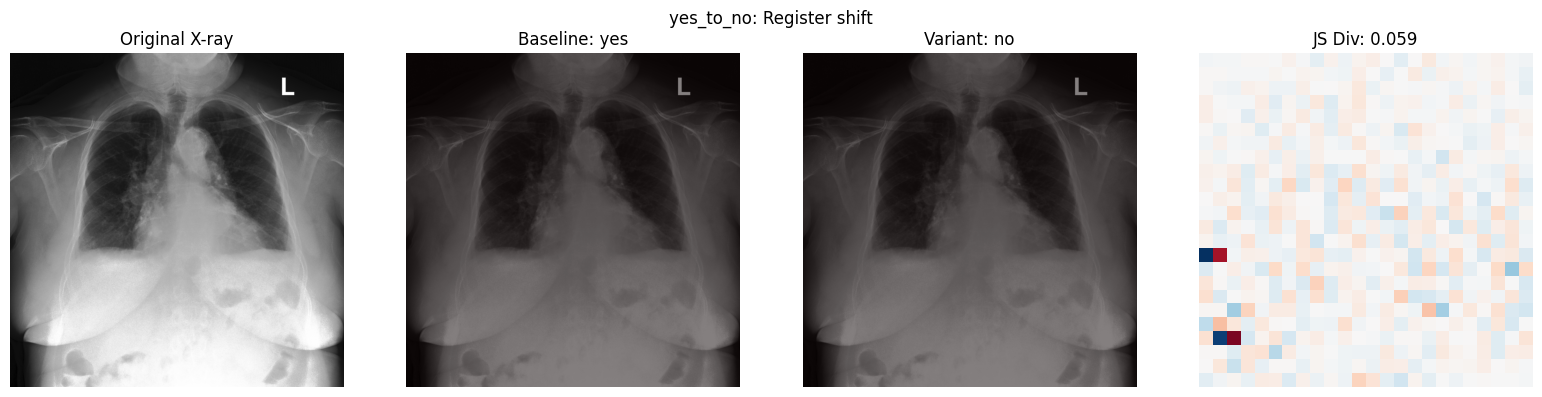 yes_to_no: Register shift
Original X-ray
Baseline: yes
Variant: no
JS Div: 0.059
L
L
L